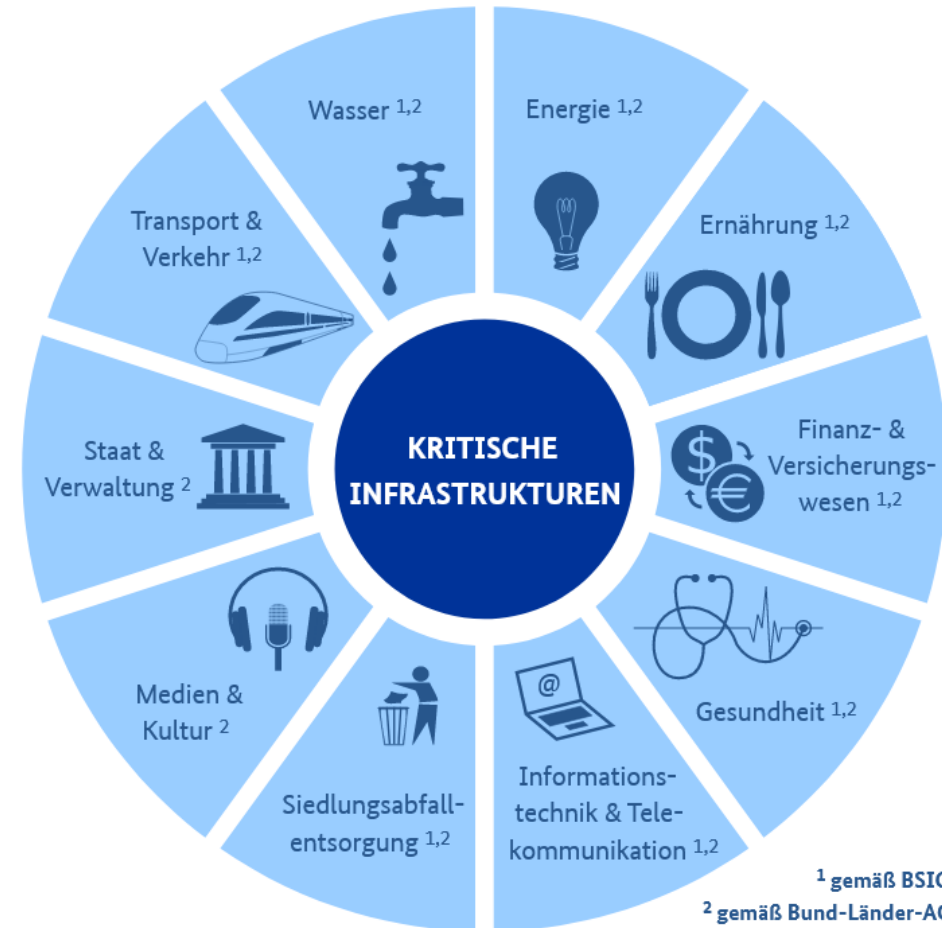 Wasser 1,2
Energie 1,2
Ernährung 1,2
Finanz- &
Versicherungs-
wesen 1,2
$
€
Gesundheit 1,2
@
Informations-
technik & Tele-
kommunikation 1,2
Siedlungsabfall-
entsorgung 1,2
Medien &
Kultur 2
Staat &
Verwaltung 2
Transport &
Verkehr 1,2
KRITISCHE
INFRASTRUKTUREN
1 gemäß BSIG
2 gemäß Bund-Länder-AG